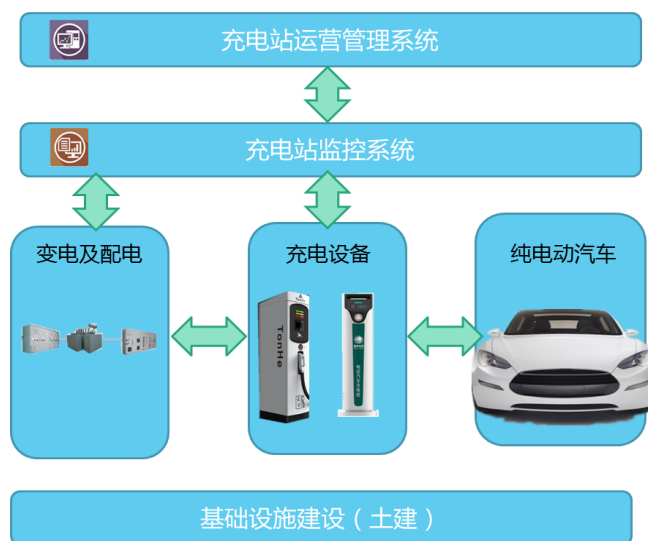 充电站运营管理系统
充电站监控系统
变电及配电
充电设备
纯电动汽车
TonHe
基础设施建设（土建）